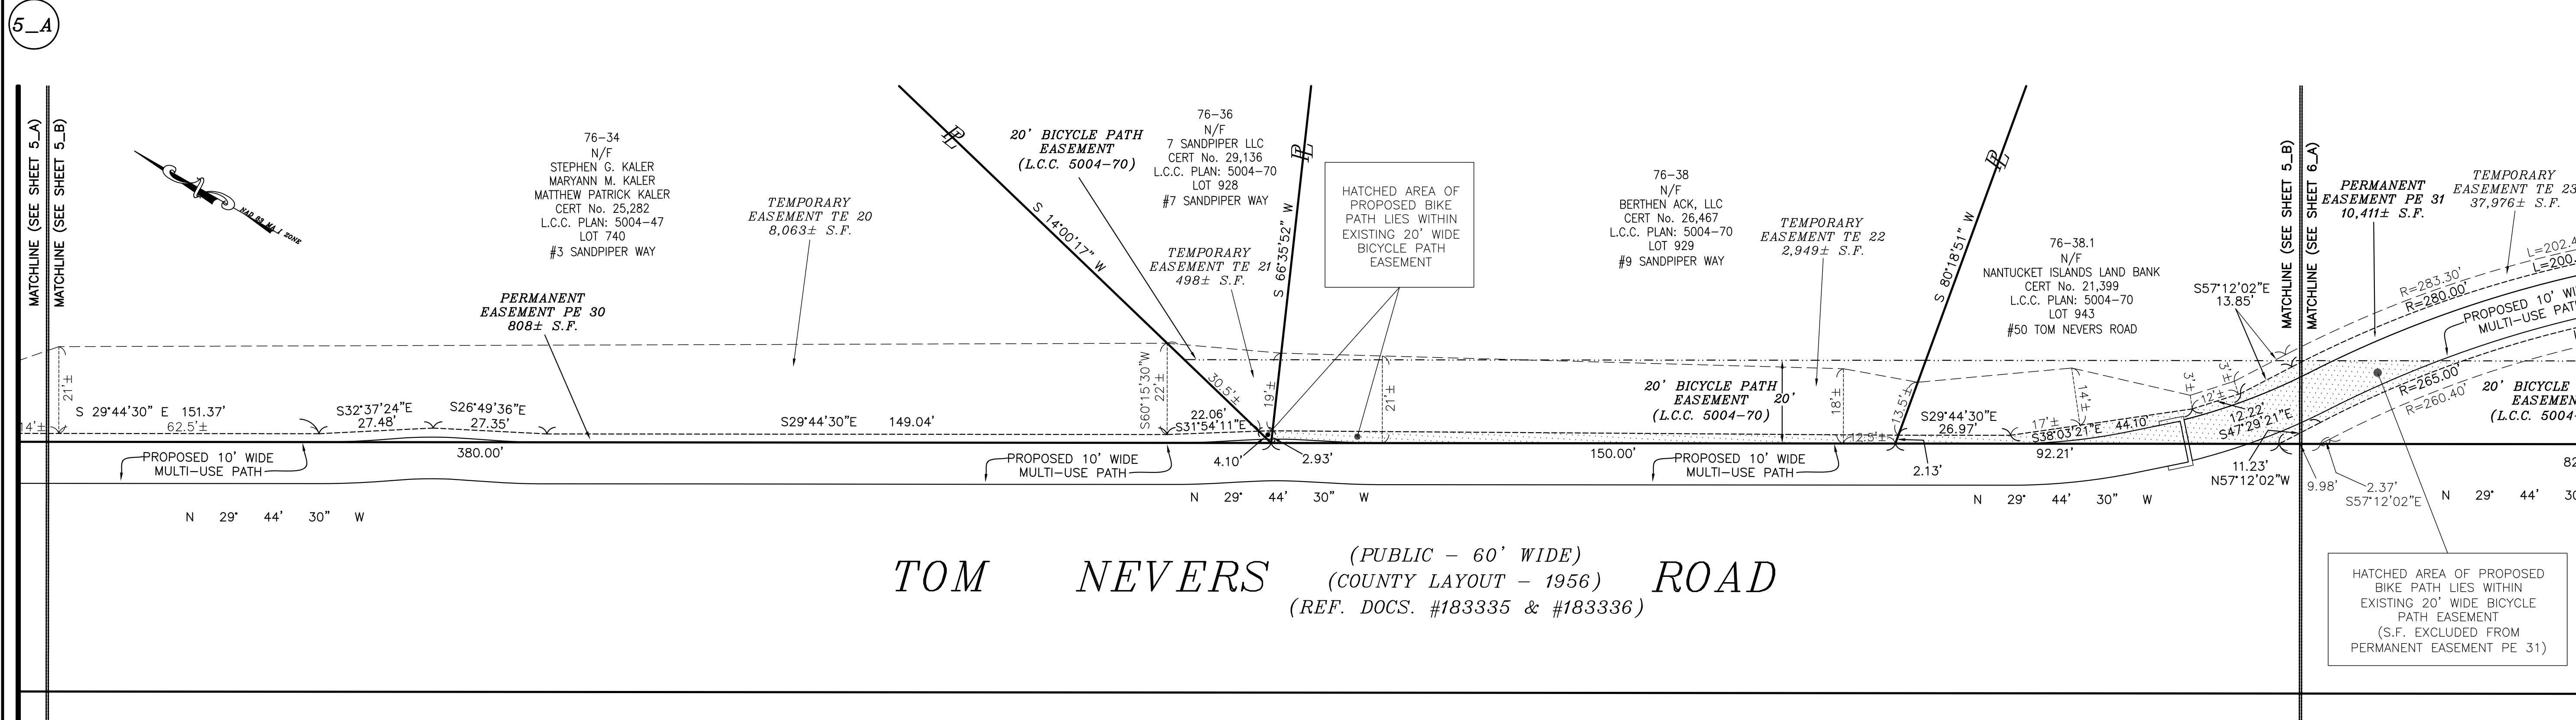 5_A
MATCHLINE (SEE SHEET 5_A)
MATCHLINE (SEE SHEET 5_B)
NAD 83 MA_I ZONE
76-34
N/F
STEPHEN G. KALER
MARYANN M. KALER
MATTHEW PATRICK KALER
CERT No. 25,282
L.C.C. PLAN: 5004-47
LOT 740
#3 SANDPIPER WAY
TEMPORARY
EASEMENT TE 20
8,063± S.F.
PERMANENT
EASEMENT PE 30
808± S.F.
PL
20' BICYCLE PATH
EASEMENT
(L.C.C. 5004-70)
S 14°00'17" W
76-36
N/F
7 SANDPIPER LLC
CERT No. 29,136
L.C.C. PLAN: 5004-70
LOT 928
#7 SANDPIPER WAY
TEMPORARY
EASEMENT TE 21
498± S.F.
PL
S 66°35'52" W
HATCHED AREA OF
PROPOSED BIKE
PATH LIES WITHIN
EXISTING 20' WIDE
BICYCLE PATH
EASEMENT
76-38
N/F
BERTHEN ACK, LLC
CERT No. 26,467
L.C.C. PLAN: 5004-70
LOT 929
#9 SANDPIPER WAY
TEMPORARY
EASEMENT TE 22
2,949± S.F.
PL
S 80°18'51" W
76-38.1
N/F
NANTUCKET ISLANDS LAND BANK
CERT No. 21,399
L.C.C. PLAN: 5004-70
LOT 943
#50 TOM NEVERS ROAD
S57°12'02"E
13.85'
MATCHLINE (SEE SHEET 5_B)
MATCHLINE (SEE SHEET 6_A)
PERMANENT
EASEMENT PE 31
10,411± S.F.
TEMPORARY
EASEMENT TE 23
37,976± S.F.
L=202.4
L=200.
R=283.30'
R=280.00'
PROPOSED 10' WI
MULTI-USE PAT
R=265.00'
R=260.40'
20' BICYCLE
EASEMEN
(L.C.C. 5004-
14'±
21'±
S 29°44'30" E 151.37'
62.5'±
S32°37'24"E
27.48'
S26°49'36"E
27.35'
S29°44'30"E 149.04'
S60°15'30"W
22'±
22.06'
S31°54'11"E
30.5'±
19'±
21'±
20' BICYCLE PATH
EASEMENT
(L.C.C. 5004-70)
20'
18'±
12.5'±
13.5'±
S29°44'30"E
26.97'
17'±
14'±
S38°03'21"E 44.10'
3'±
3'±
12'±
12.22'
S47°29'21"E
PROPOSED 10' WIDE
MULTI-USE PATH
380.00'
PROPOSED 10' WIDE
MULTI-USE PATH
4.10'
2.93'
150.00'
PROPOSED 10' WIDE
MULTI-USE PATH
2.13'
92.21'
11.23'
N57°12'02"W
9.98'
2.37'
S57°12'02"E
82
N 29° 44' 30" W
N 29° 44' 30" W
N 29° 44' 30" W
N 29° 44' 30
TOM NEVERS ROAD
(PUBLIC - 60' WIDE)
(COUNTY LAYOUT - 1956)
(REF. DOCS. #183335 & #183336)
HATCHED AREA OF PROPOSED
BIKE PATH LIES WITHIN
EXISTING 20' WIDE BICYCLE
PATH EASEMENT
(S.F. EXCLUDED FROM
PERMANENT EASEMENT PE 31)